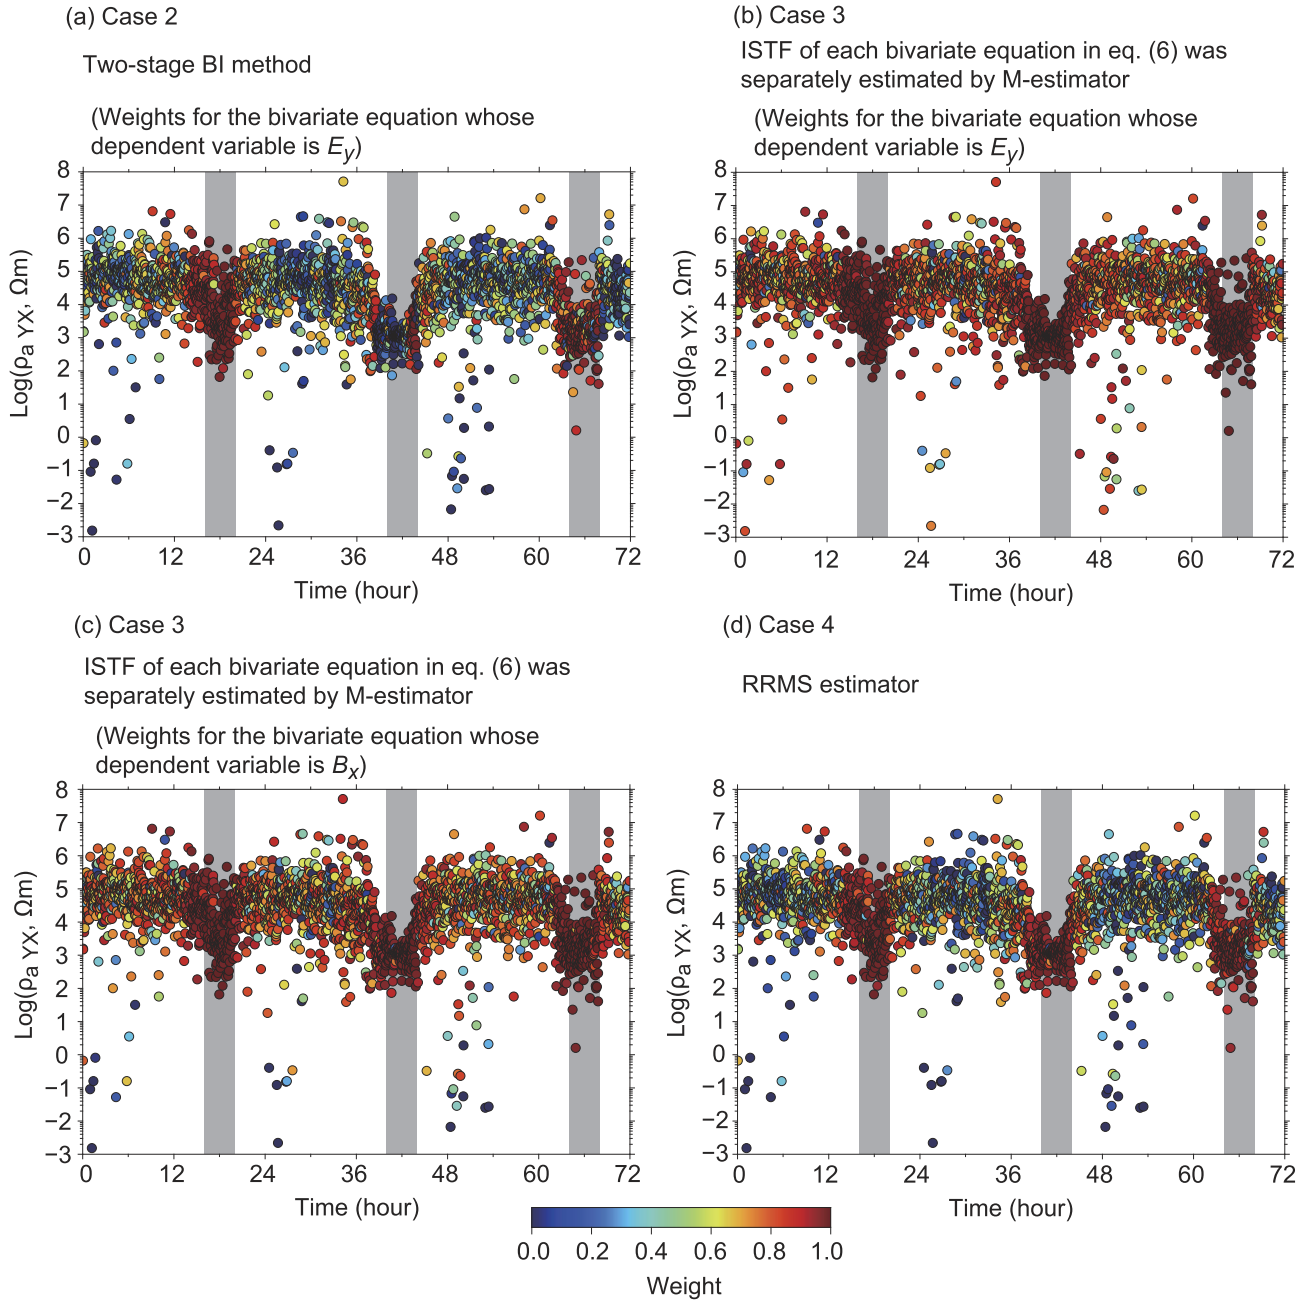 (a) Case 2
Two-stage BI method
(Weights for the bivariate equation whose
dependent variable is Ey)
8
7
6
5
4
3
2
1
0
−1
−2
−3
Log(ρa YX, Ωm)
0 12 24 36 48 60 72
Time (hour)
(b) Case 3
ISTF of each bivariate equation in eq. (6) was
separately estimated by M-estimator
(Weights for the bivariate equation whose
dependent variable is Ey)
8
7
6
5
4
3
2
1
0
−1
−2
−3
Log(ρa YX, Ωm)
0 12 24 36 48 60 72
Time (hour)
(c) Case 3
ISTF of each bivariate equation in eq. (6) was
separately estimated by M-estimator
(Weights for the bivariate equation whose
dependent variable is Bx)
8
7
6
5
4
3
2
1
0
−1
−2
−3
Log(ρa YX, Ωm)
0 12 24 36 48 60 72
Time (hour)
(d) Case 4
RRMS estimator
8
7
6
5
4
3
2
1
0
−1
−2
−3
Log(ρa YX, Ωm)
0 12 24 36 48 60 72
Time (hour)
0.0 0.2 0.4 0.6 0.8 1.0
Weight